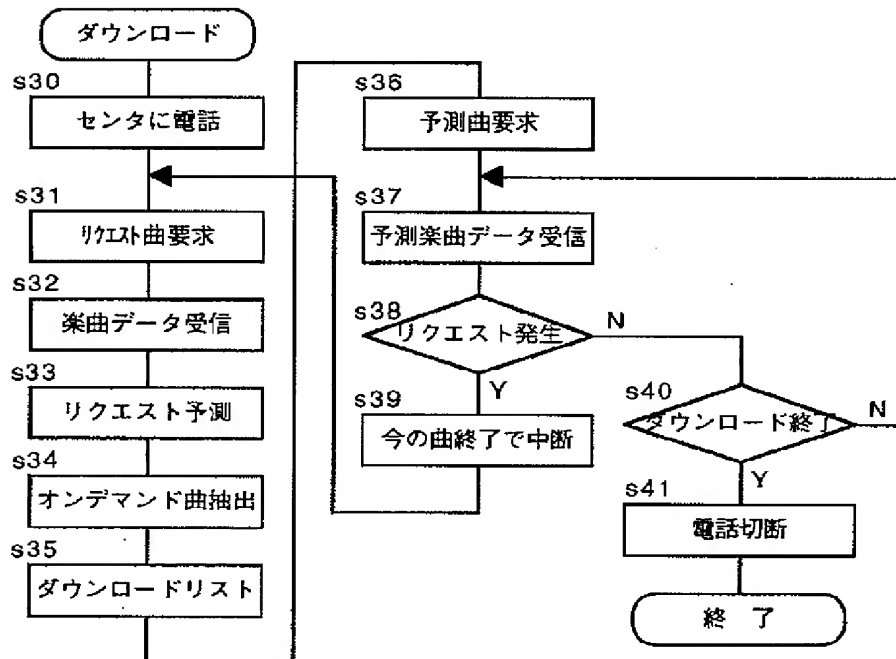 ダウンロード
s30
センタに電話
s31
リクエスト曲要求
s32
楽曲データ受信
s33
リクエスト予測
s34
オンデマンド曲抽出
s35
ダウンロードリスト
s36
予測曲要求
s37
予測楽曲データ受信
s38
リクエスト発生
N
Y
s39
今の曲終了で中断
s40
ダウンロード終了
N
Y
s41
電話切断
終 了